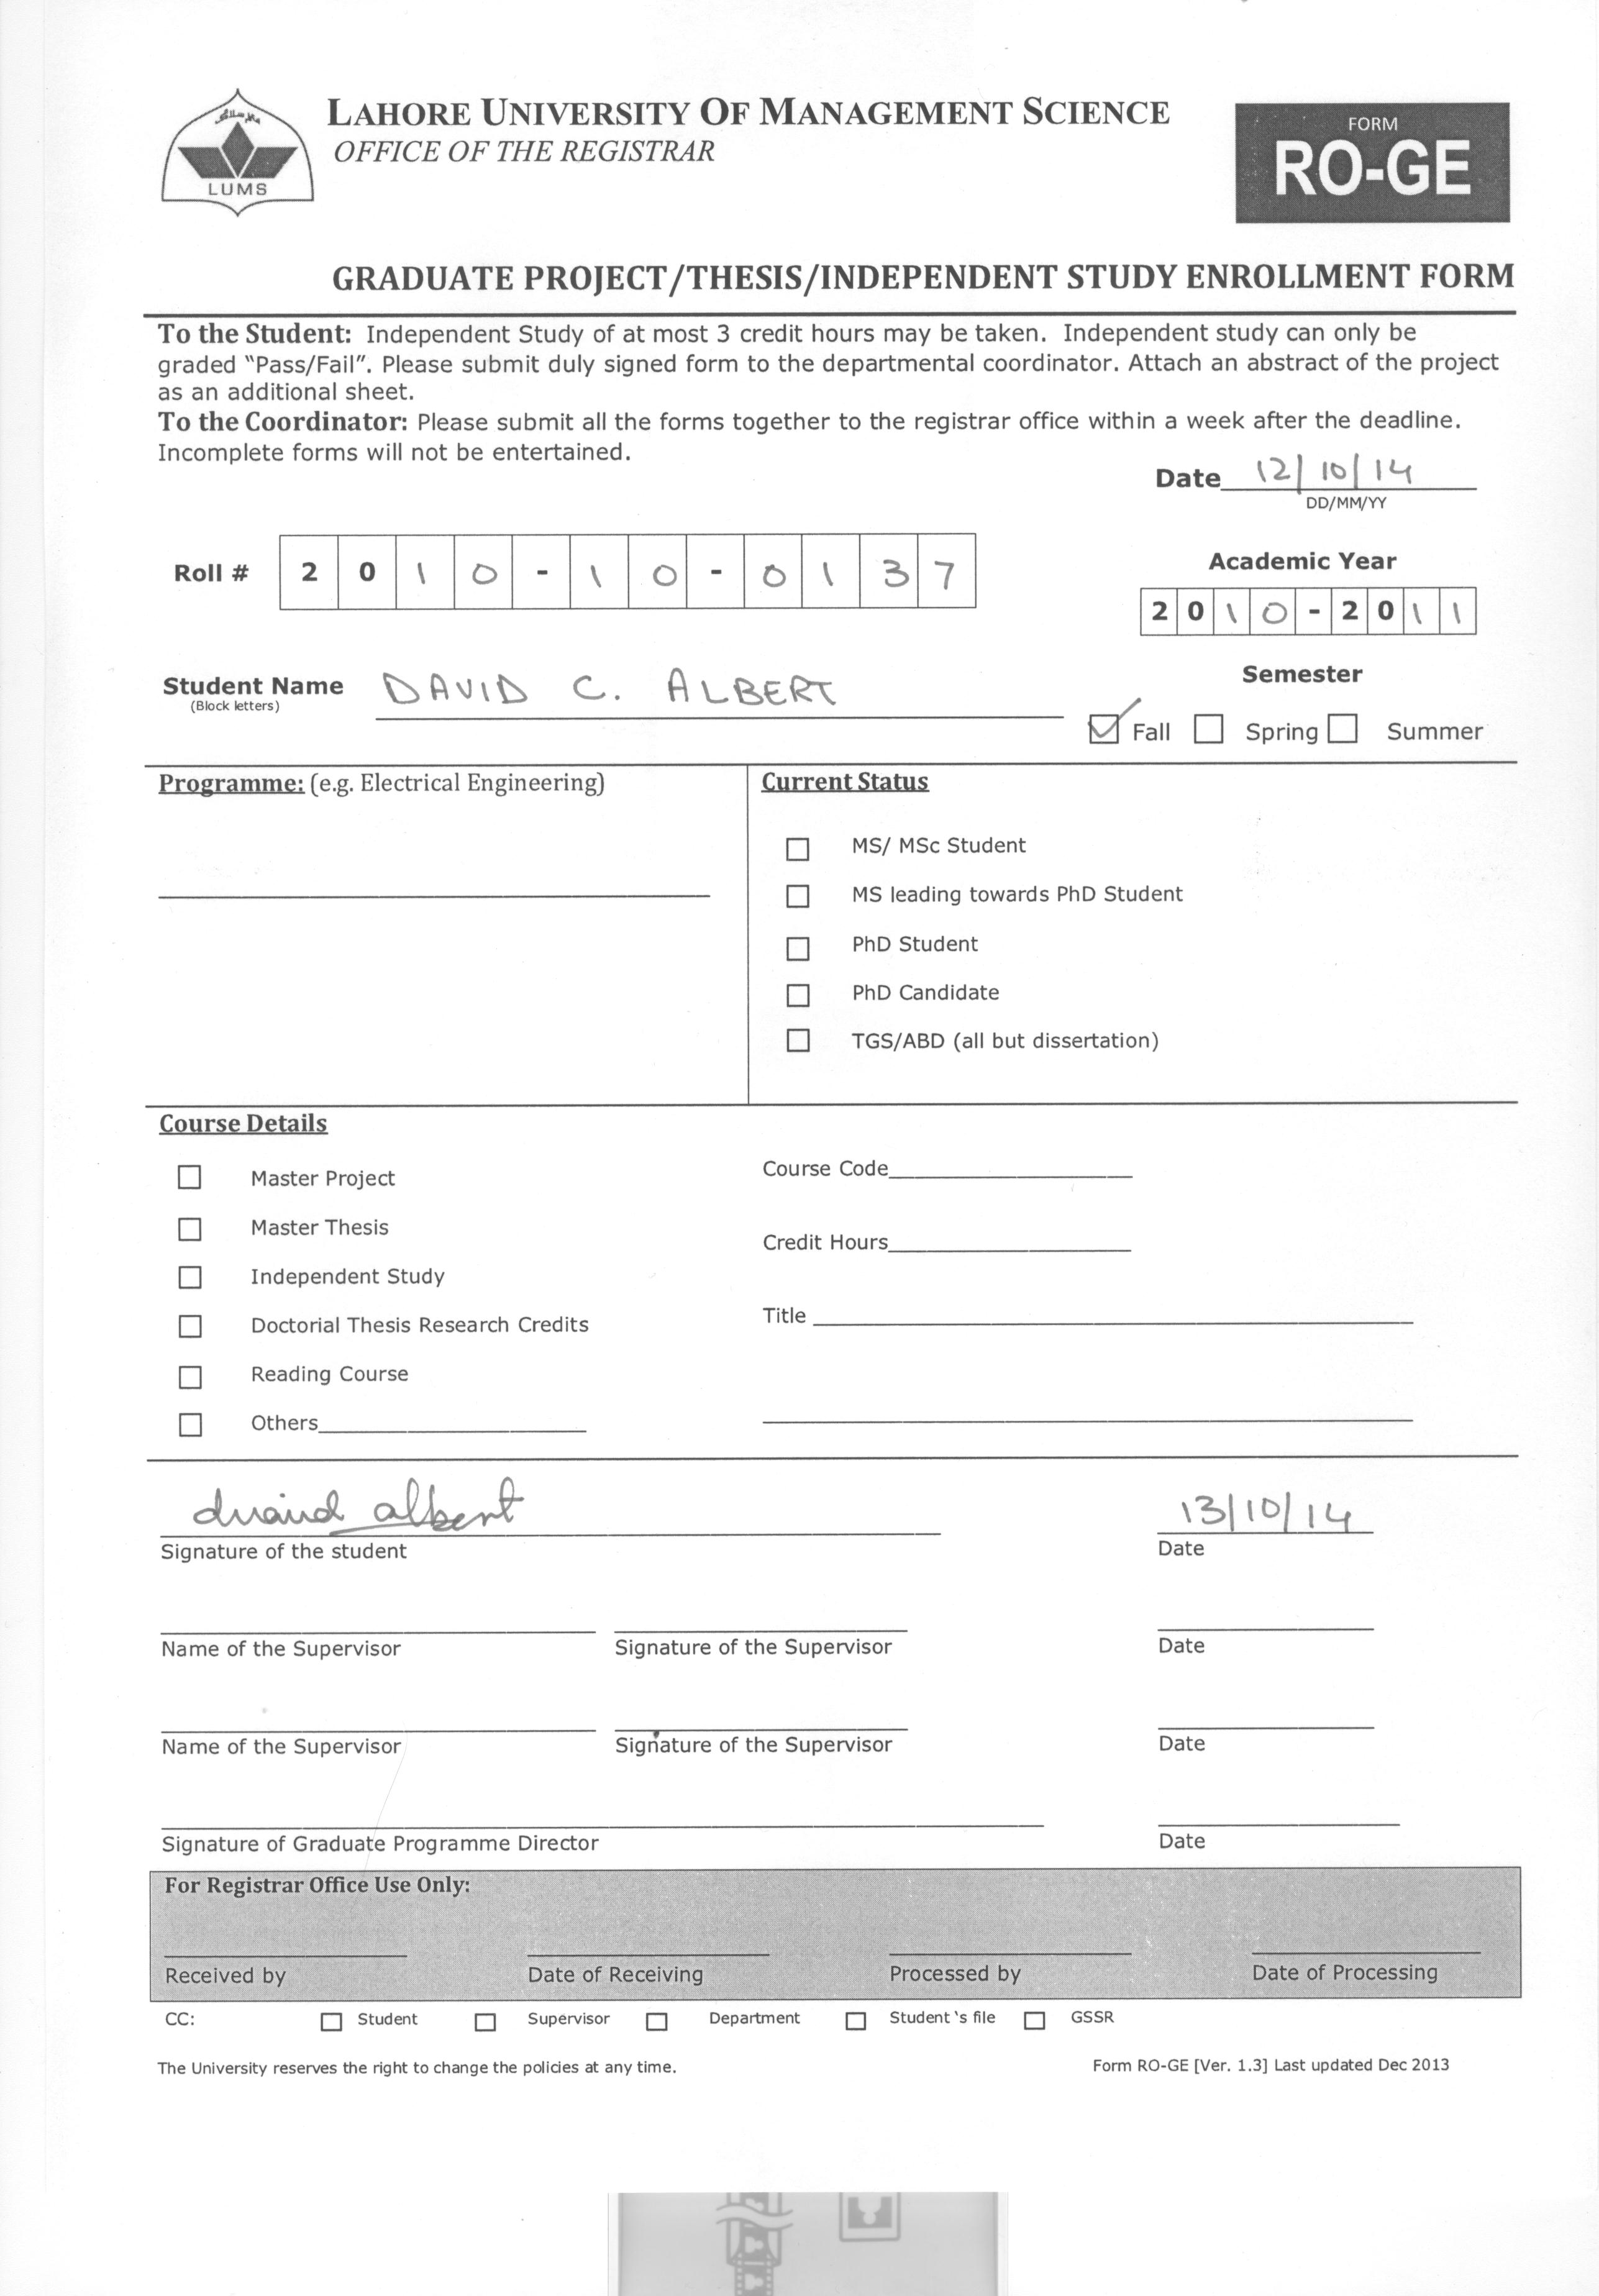 LUMS
LAHORE UNIVERSITY OF MANAGEMENT SCIENCE
OFFICE OF THE REGISTRAR
FORM
RO-GE
GRADUATE PROJECT/THESIS/INDEPENDENT STUDY ENROLLMENT FORM
To the Student: Independent Study of at most 3 credit hours may be taken. Independent study can only be
graded "Pass/Fail". Please submit duly signed form to the departmental coordinator. Attach an abstract of the project
as an additional sheet.
To the Coordinator: Please submit all the forms together to the registrar office within a week after the deadline.
Incomplete forms will not be entertained.
Date 12/10/14
DD/MM/YY
Roll # 2010-10-0137
Academic Year
2010-2011
Student Name DAVID C. ALBERT
(Block letters)
Semester
Fall Spring Summer
Programme: (e.g. Electrical Engineering)
Current Status
MS/ MSc Student
MS leading towards PhD Student
PhD Student
PhD Candidate
TGS/ABD (all but dissertation)
Course Details
Master Project
Master Thesis
Independent Study
Doctorial Thesis Research Credits
Reading Course
Others
Course Code
Credit Hours
Title
13/10/14
Signature of the student Date
Name of the Supervisor Signature of the Supervisor Date
Name of the Supervisor Signature of the Supervisor Date
Signature of Graduate Programme Director Date
For Registrar Office Use Only:
Received by Date of Receiving Processed by Date of Processing
CC: Student Supervisor Department Student's file GSSR
The University reserves the right to change the policies at any time. Form RO-GE [Ver. 1.3] Last updated Dec 2013